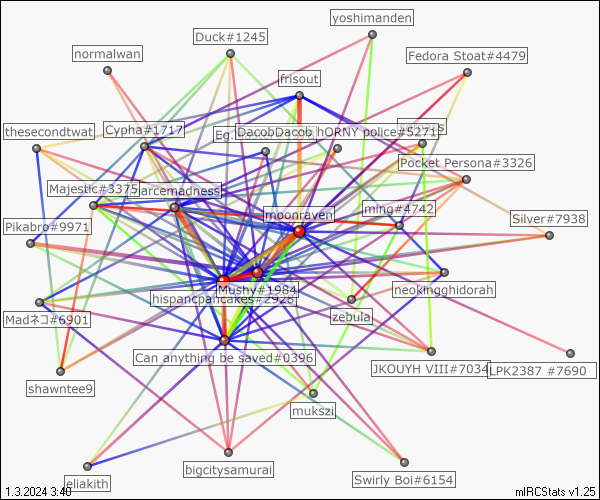 yoshimanden
Duck#1245
normalwan
Fedora Stoat#4479
frisout
thesecondtwat
Cypha#1717
DacobDacob
hORNY police#5271
Pocket Persona#3326
Majestic#3375
arcemadness
moonraven
ming#4742
Silver#7938
Pikabro#9971
Mushy#1984
hispancpancakes#2928
neokingghidorah
Madネコ#6901
zebula
Can anything be saved#0396
JKOUYH VIII#7034
LPK2387 #7690
shawntee9
mukszi
bigcitysamurai
eliakith
Swirly Boi#6154
1.3.2024 3:40
mIRCStats v1.25